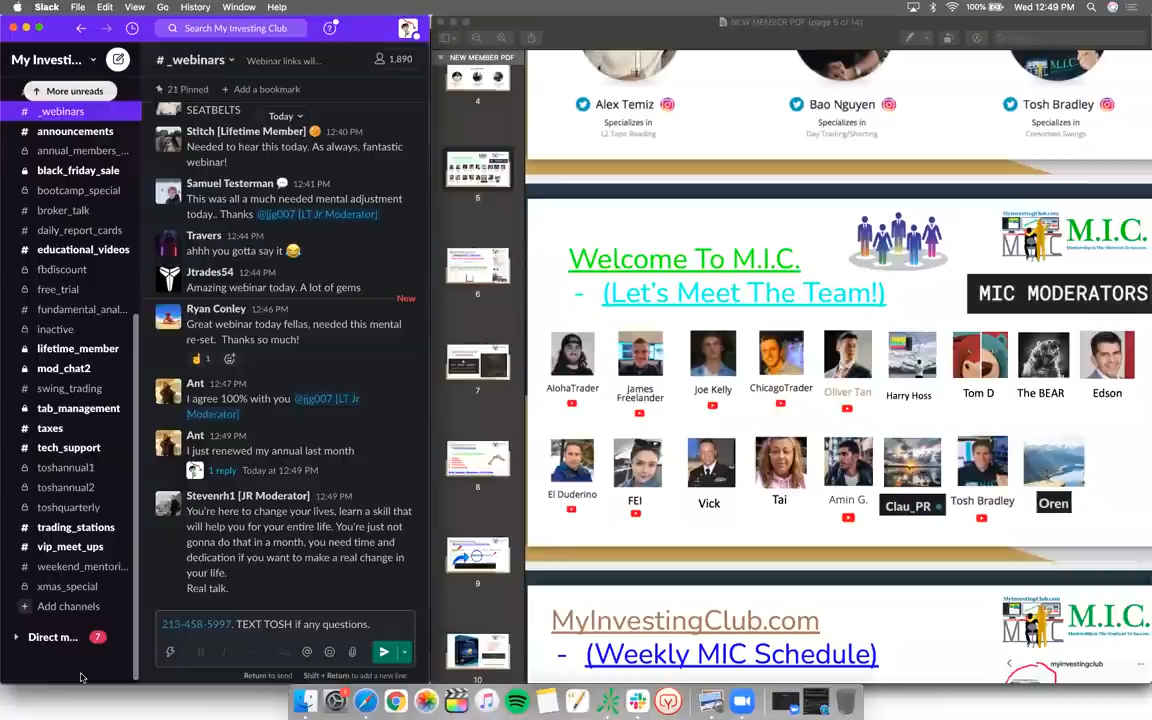 Slack File Edit View Go History Window Help
100% Wed 12:49 PM
Search My Investing Club
My Investi...
# _webinars
Webinar links wil...
1,890
21 Pinned + Add a bookmark
More unreads
# _webinars
# announcements
annual_members_...
black_friday_sale
bootcamp_special
# broker_talk
# daily_report_cards
# educational_videos
fbdiscount
# free_trial
# fundamental_anal...
inactive
lifetime_member
mod_chat2
# swing_trading
tab_management
# taxes
# tech_support
toshannual1
toshannual2
toshquarterly
# trading_stations
# vip_meet_ups
# weekend_mentori...
xmas_special
+ Add channels
Direct m... 7
SEATBELTS
Today
Stitch [Lifetime Member] 12:40 PM
Needed to hear this today. As always, fantastic
webinar!
Samuel Testerman 12:41 PM
This was all a much needed mental adjustment
today.. Thanks @jjg007 [LT Jr Moderator]
Travers 12:44 PM
ahhh you gotta say it
Jtrades54 12:44 PM
Amazing webinar today. A lot of gems
New
Ryan Conley 12:46 PM
Great webinar today fellas, needed this mental
re-set. Thanks so much!
1
Ant 12:47 PM
I agree 100% with you @jjg007 [LT Jr
Moderator]
Ant 12:49 PM
I just renewed my annual last month
1 reply Today at 12:49 PM
Stevenrh1 [JR Moderator] 12:49 PM
You're here to change your lives, learn a skill that
will help you for your entire life. You're just not
gonna do that in a month, you need time and
dedication if you want to make a real change in
your life.
Real talk.
213-458-5997. TEXT TOSH if any questions.
Return to send Shift + Return to add a new line
NEW MEMBER PDF (page 5 of 14)
NEW MEMBER PDF
4
5
6
7
8
9
10
Alex Temiz
Specializes in
L2 Tape Reading
Bao Nguyen
Specializes in
Day Trading/Shorting
Tosh Bradley
Specializes in
Conviction Swings
Welcome To M.I.C.
- (Let's Meet The Team!)
MyInvestingClub.com
M.I.C.
MIC MODERATORS
AlohaTrader
James
Freelander
Joe Kelly
ChicagoTrader
Oliver Tan
Harry Hoss
Tom D
The BEAR
Edson
El Duderino
FEI
Vick
Tai
Amin G.
Clau_PR
Tosh Bradley
Oren
MyInvestingClub.com
- (Weekly MIC Schedule)
MyInvestingClub.com
M.I.C.
myinvestingclub